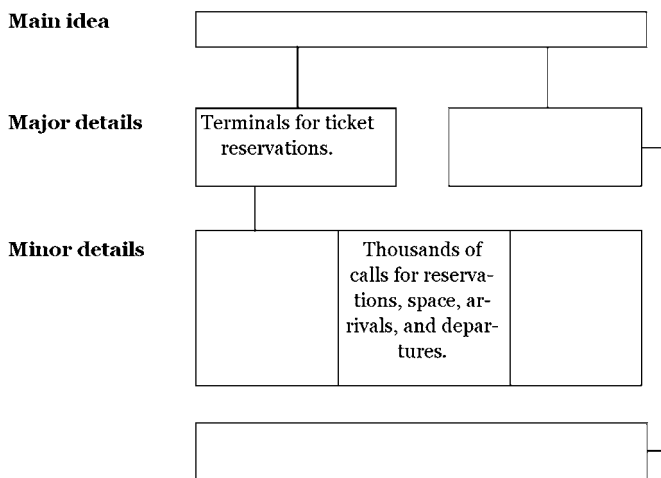 Main idea
Major details
Terminals for ticket
reservations.
Minor details
Thousands of
calls for reserva-
tions, space, ar-
rivals, and depar-
tures.